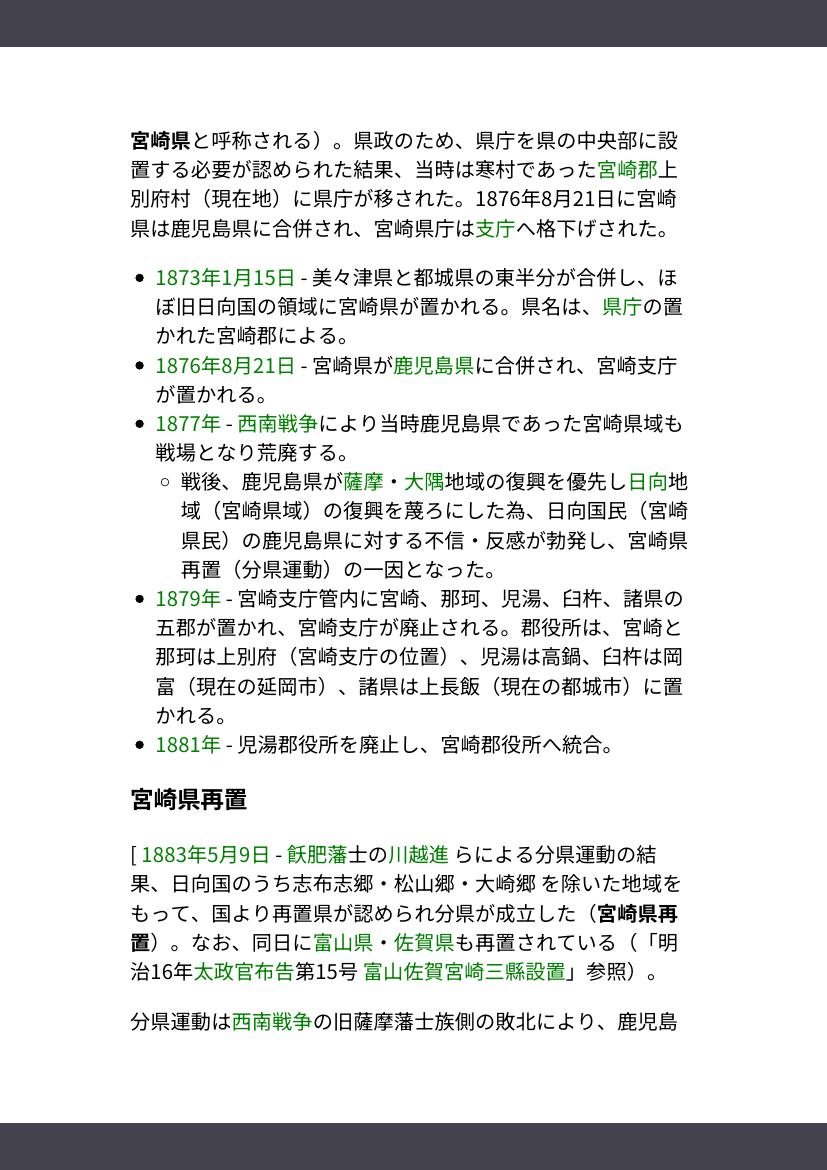 宮崎県と呼称される）。県政のため、県庁を県の中央部に設
置する必要が認められた結果、当時は寒村であった宮崎郡上
別府村（現在地）に県庁が移された。1876年8月21日に宮崎
県は鹿児島県に合併され、宮崎県庁は支庁へ格下げされた。
• 1873年1月15日 - 美々津県と都城県の東半分が合併し、ほ
ぼ旧日向国の領域に宮崎県が置かれる。県名は、県庁の置
かれた宮崎郡による。
• 1876年8月21日 - 宮崎県が鹿児島県に合併され、宮崎支庁
が置かれる。
• 1877年 - 西南戦争により当時鹿児島県であった宮崎県域も
戦場となり荒廃する。
◦ 戦後、鹿児島県が薩摩・大隅地域の復興を優先し日向地
域（宮崎県域）の復興を蔑ろにした為、日向国民（宮崎
県民）の鹿児島県に対する不信・反感が勃発し、宮崎県
再置（分県運動）の一因となった。
• 1879年 - 宮崎支庁管内に宮崎、那珂、児湯、臼杵、諸県の
五郡が置かれ、宮崎支庁が廃止される。郡役所は、宮崎と
那珂は上別府（宮崎支庁の位置）、児湯は高鍋、臼杵は岡
富（現在の延岡市）、諸県は上長飯（現在の都城市）に置
かれる。
• 1881年 - 児湯郡役所を廃止し、宮崎郡役所へ統合。
宮崎県再置
[ 1883年5月9日 - 飫肥藩士の川越進 らによる分県運動の結
果、日向国のうち志布志郷・松山郷・大崎郷 を除いた地域を
もって、国より再置県が認められ分県が成立した（宮崎県再
置）。なお、同日に富山県・佐賀県も再置されている（「明
治16年太政官布告第15号 富山佐賀宮崎三縣設置」参照）。
分県運動は西南戦争の旧薩摩藩士族側の敗北により、鹿児島